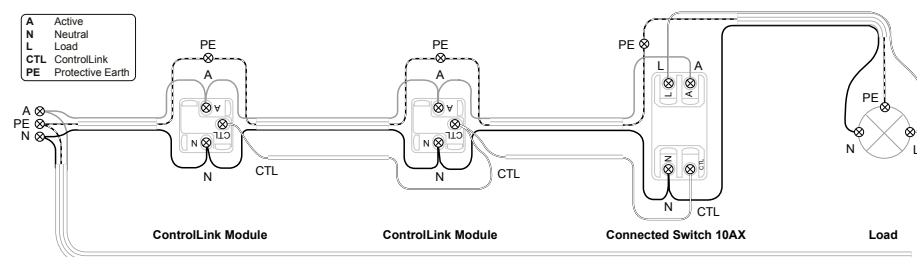 A Active
N Neutral
L Load
CTL ControlLink
PE Protective Earth
PE
A
A
CTL
N
N
CTL
PE
A
A
CTL
N
N
CTL
PE
L A
L A
N CTL
N
CTL
A
PE
N
PE
N L
ControlLink Module
ControlLink Module
Connected Switch 10AX
Load